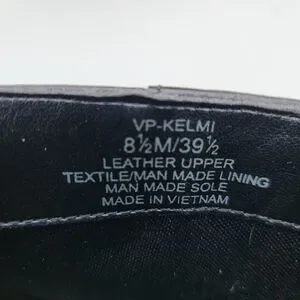 VP-KELMI
8½M/39½
LEATHER UPPER
TEXTILE/MAN MADE LINING
MAN MADE SOLE
MADE IN VIETNAM